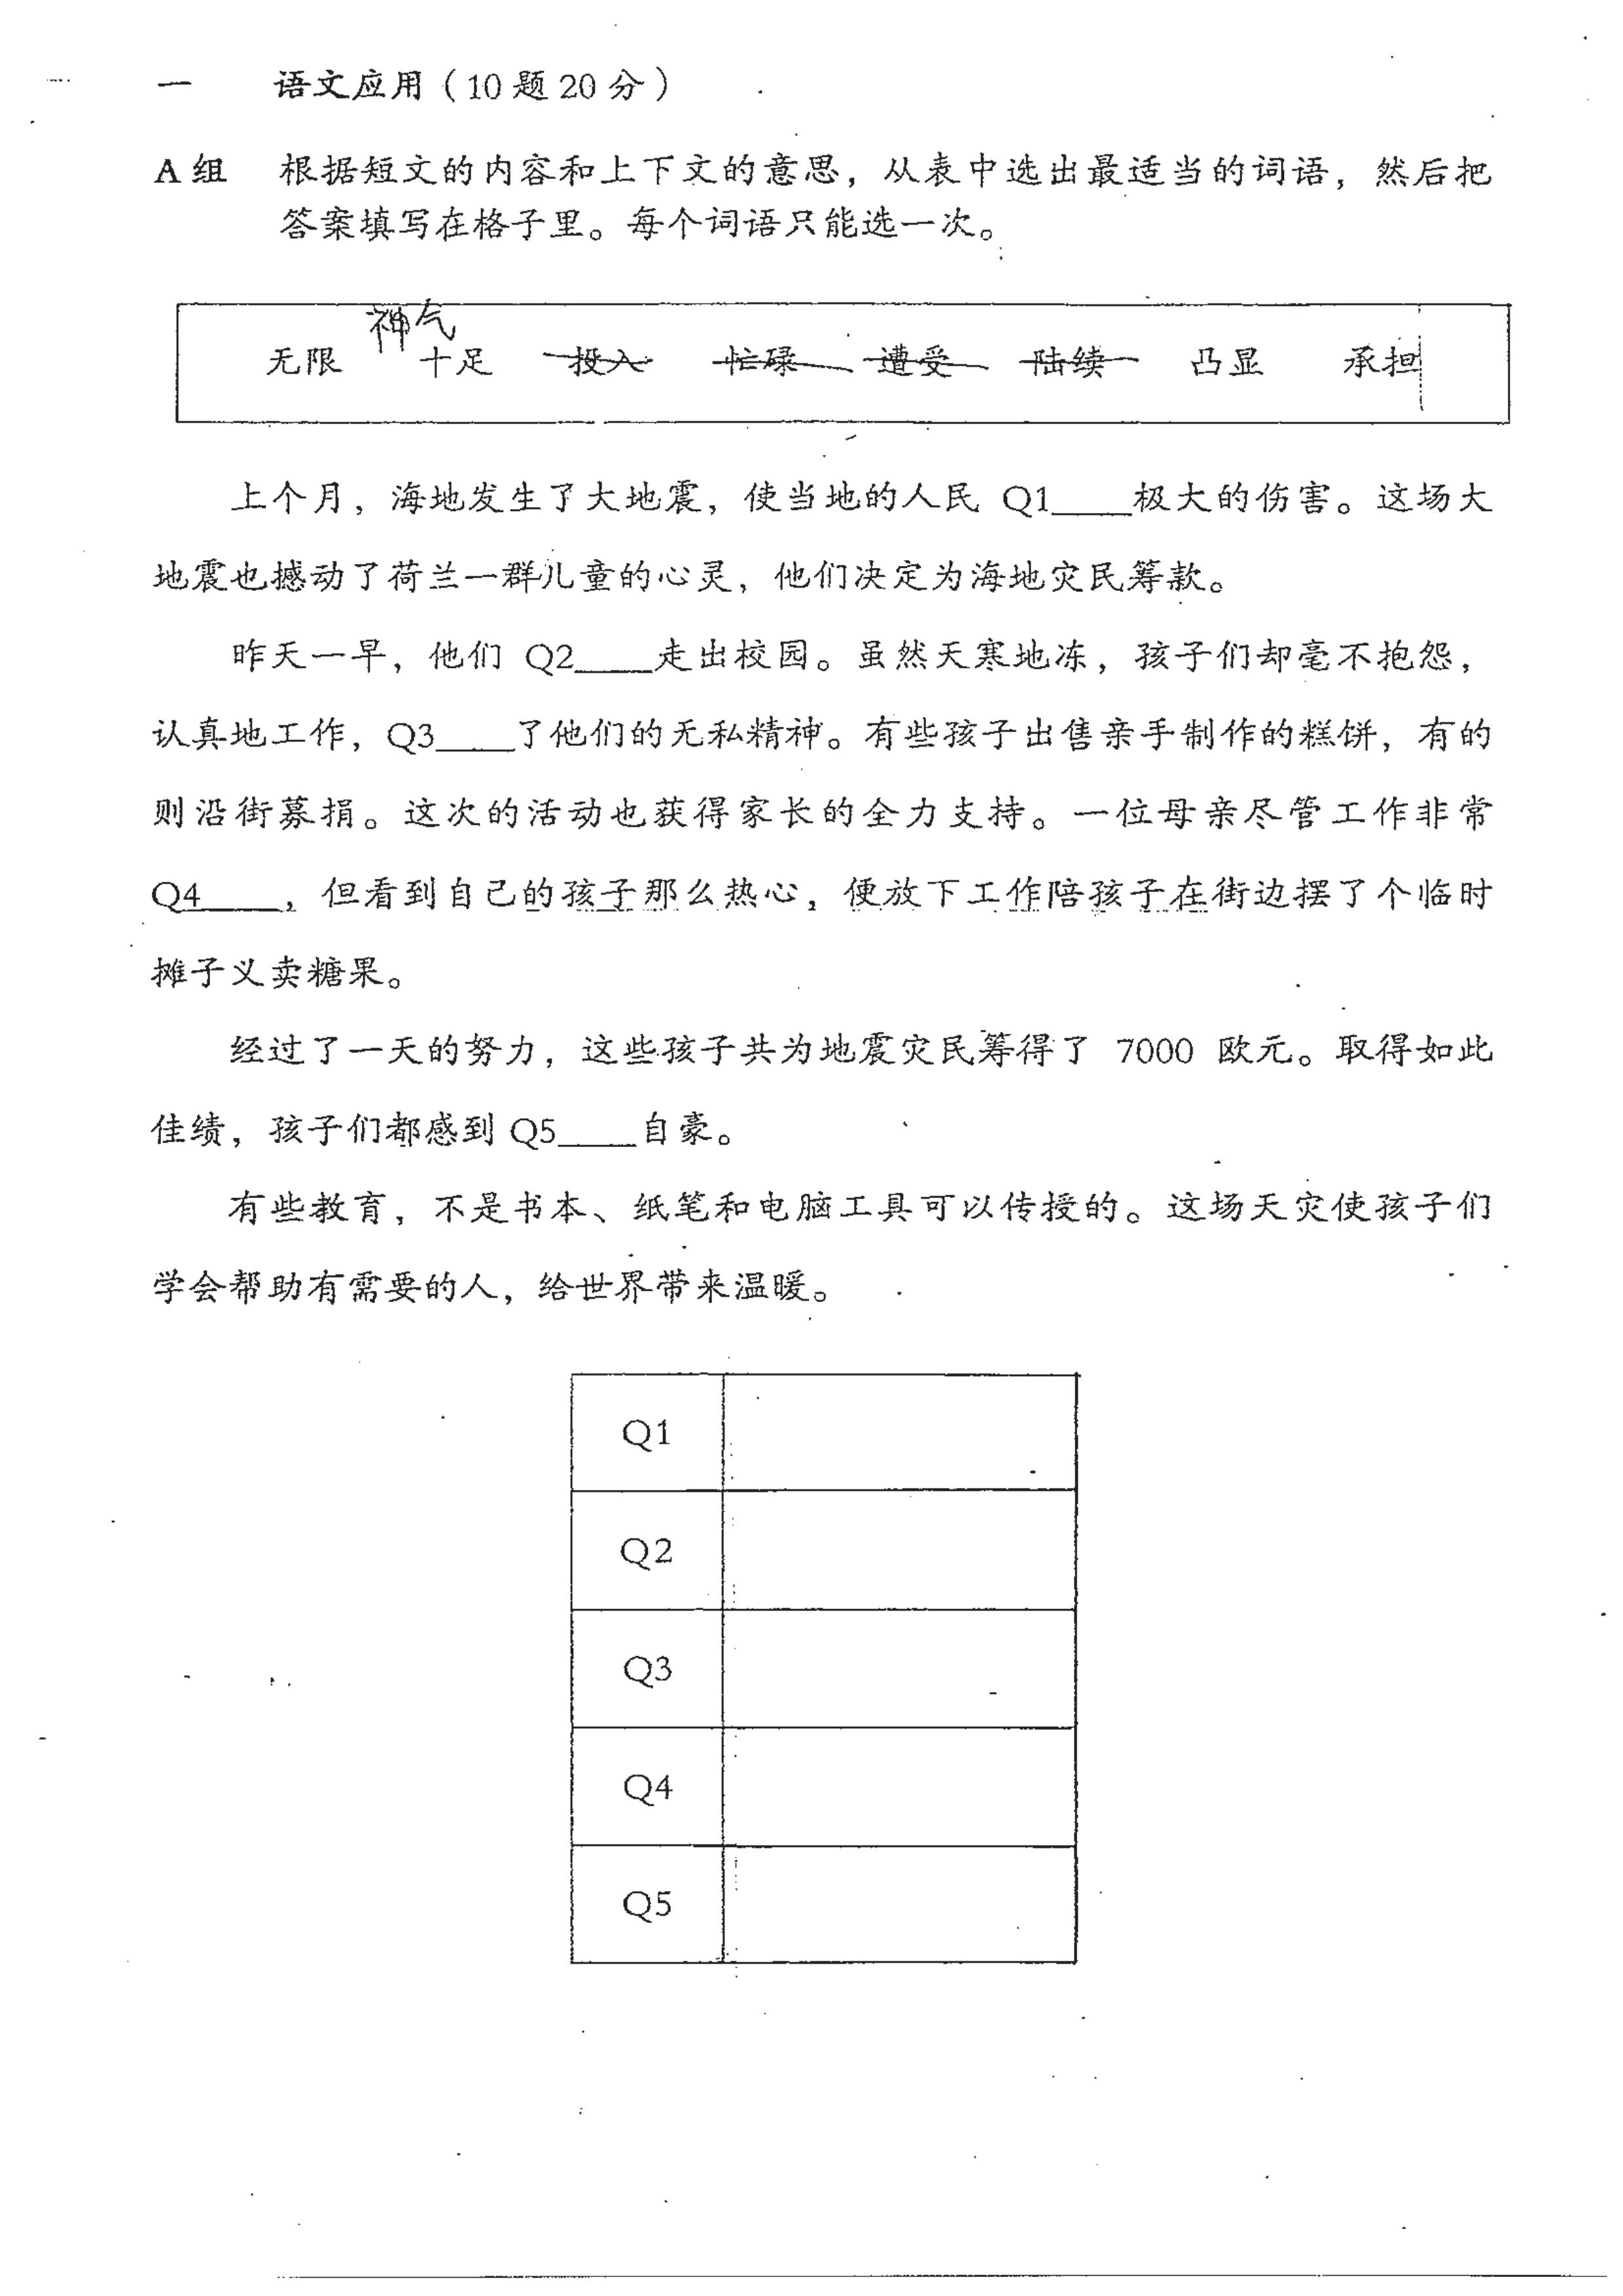 一 语文应用（10题20分）
A组 根据短文的内容和上下文的意思，从表中选出最适当的词语，然后把
答案填写在格子里。每个词语只能选一次。
神气
无限 十足 投入 忙碌 遭受 陆续 凸显 承担
上个月，海地发生了大地震，使当地的人民 Q1____极大的伤害。这场大
地震也撼动了荷兰一群儿童的心灵，他们决定为海地灾民筹款。
昨天一早，他们 Q2____走出校园。虽然天寒地冻，孩子们却毫不抱怨，
认真地工作，Q3____了他们的无私精神。有些孩子出售亲手制作的糕饼，有的
则沿街募捐。这次的活动也获得家长的全力支持。一位母亲尽管工作非常
Q4____，但看到自己的孩子那么热心，便放下工作陪孩子在街边摆了个临时
摊子义卖糖果。
经过了一天的努力，这些孩子共为地震灾民筹得了 7000 欧元。取得如此
佳绩，孩子们都感到 Q5____自豪。
有些教育，不是书本、纸笔和电脑工具可以传授的。这场天灾使孩子们
学会帮助有需要的人，给世界带来温暖。
Q1
Q2
Q3
Q4
Q5